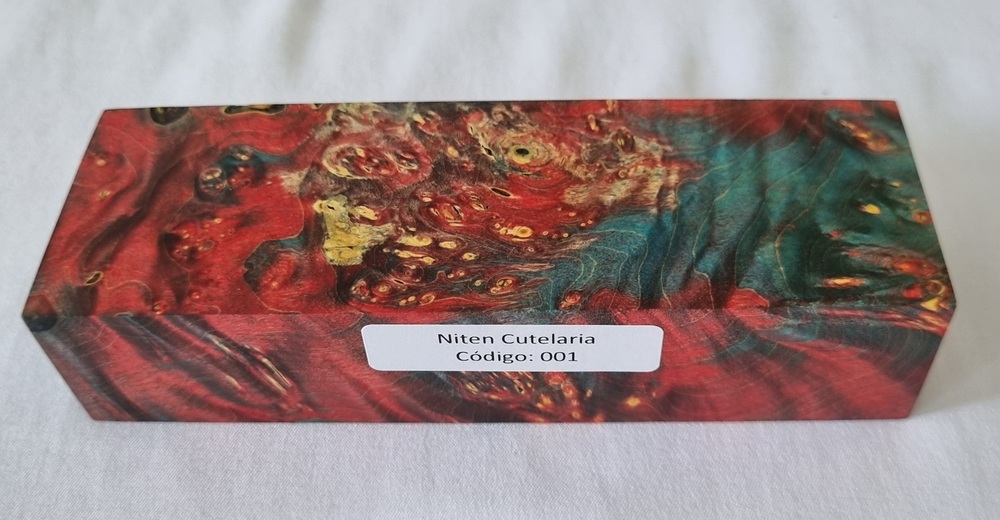 Niten Cutelaria
Código: 001